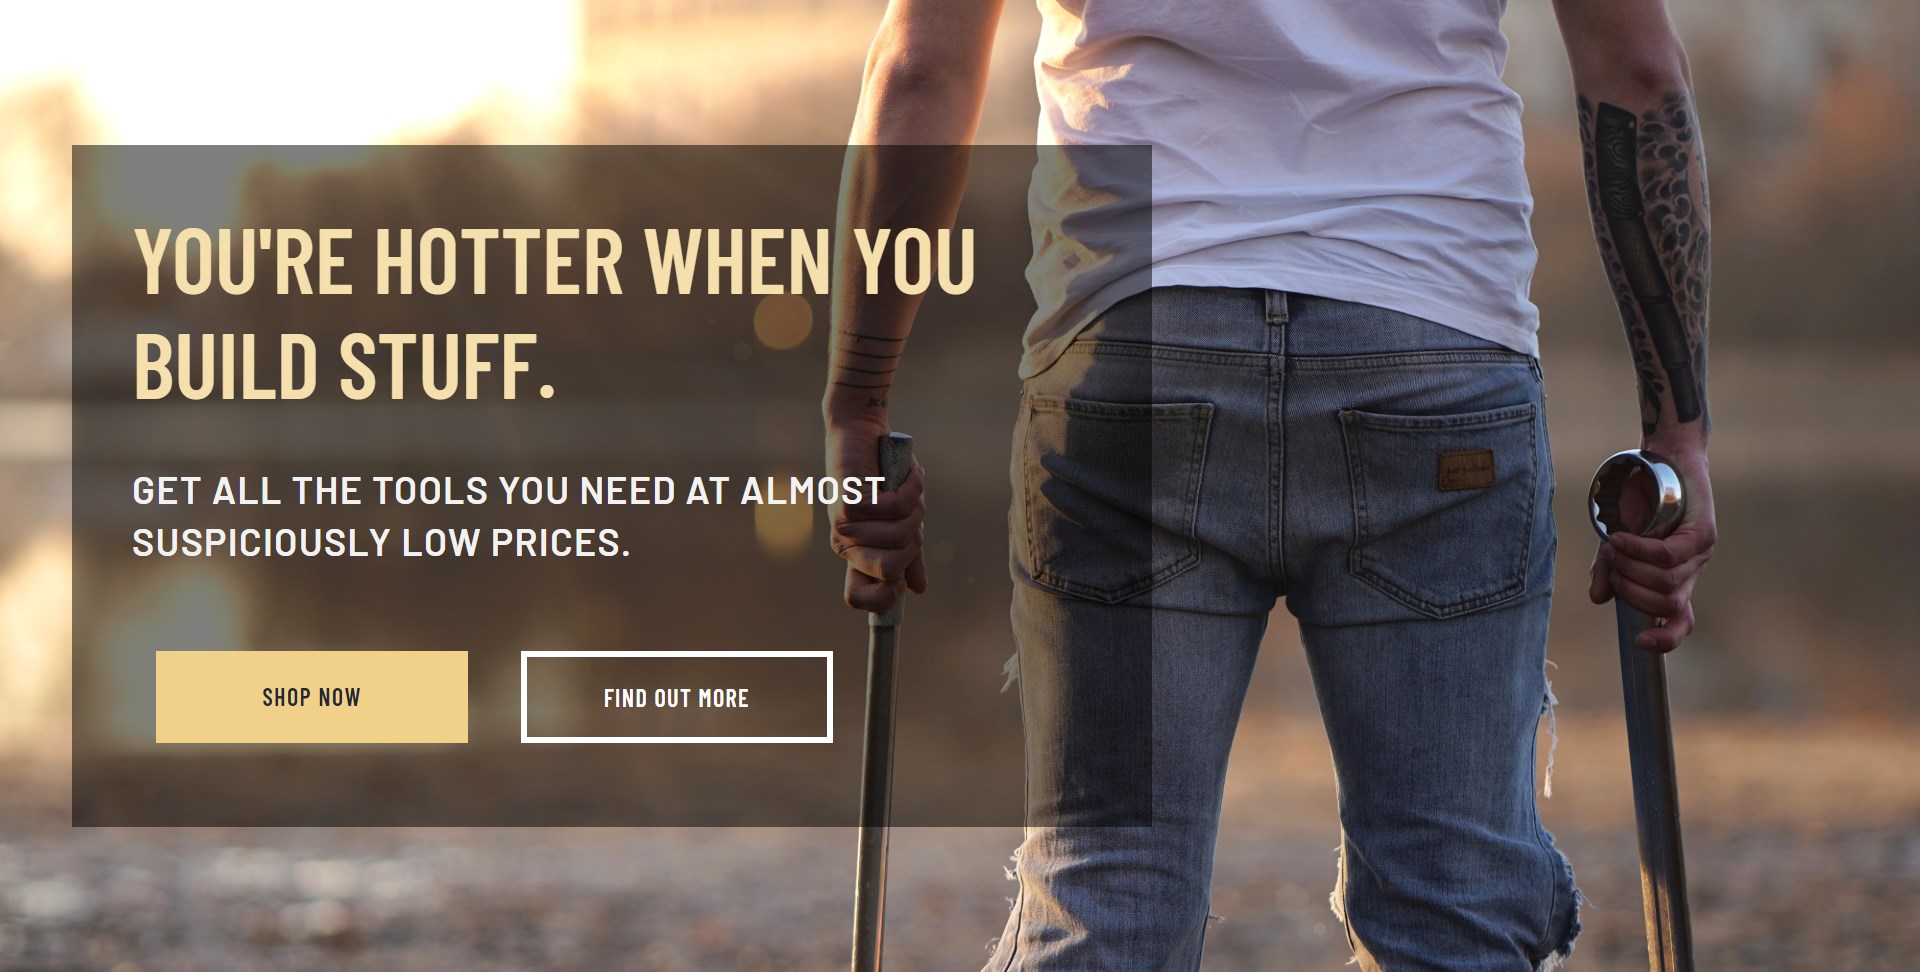 YOU'RE HOTTER WHEN YOU
BUILD STUFF.
GET ALL THE TOOLS YOU NEED AT ALMOST
SUSPICIOUSLY LOW PRICES.
SHOP NOW
FIND OUT MORE